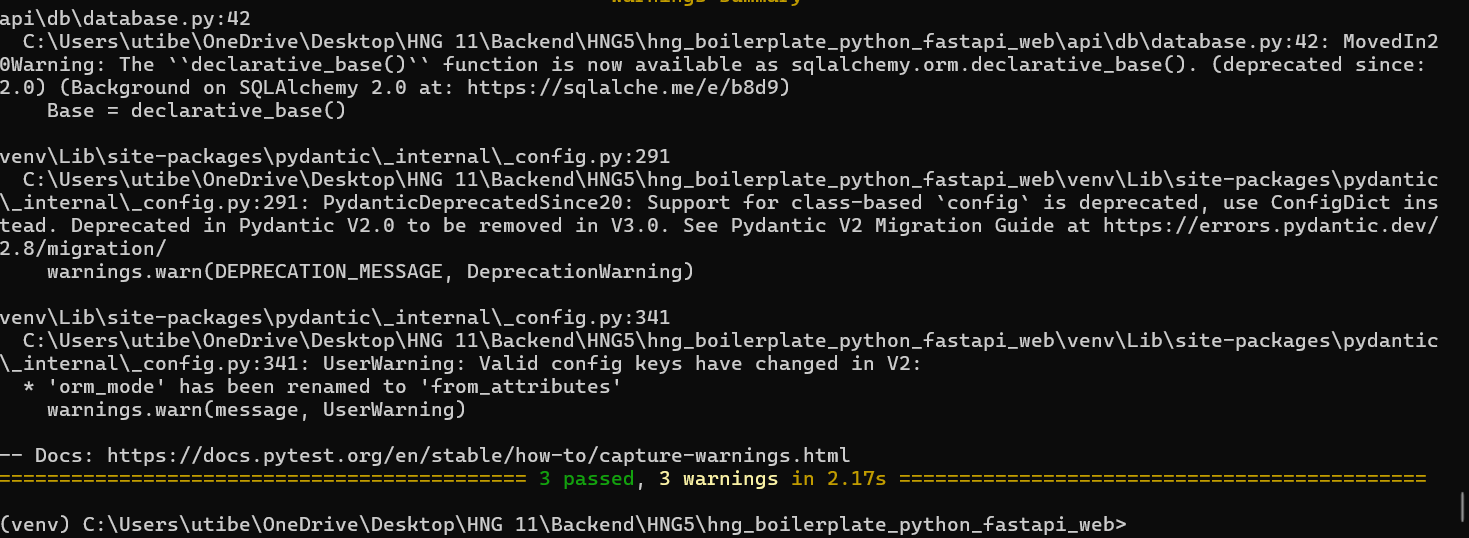 warnings summary
api\db\database.py:42
  C:\Users\utibe\OneDrive\Desktop\HNG 11\Backend\HNG5\hng_boilerplate_python_fastapi_web\api\db\database.py:42: MovedIn2
0Warning: The ``declarative_base()`` function is now available as sqlalchemy.orm.declarative_base(). (deprecated since:
2.0) (Background on SQLAlchemy 2.0 at: https://sqlalche.me/e/b8d9)
    Base = declarative_base()

venv\Lib\site-packages\pydantic\_internal\_config.py:291
  C:\Users\utibe\OneDrive\Desktop\HNG 11\Backend\HNG5\hng_boilerplate_python_fastapi_web\venv\Lib\site-packages\pydantic
\_internal\_config.py:291: PydanticDeprecatedSince20: Support for class-based `config` is deprecated, use ConfigDict ins
tead. Deprecated in Pydantic V2.0 to be removed in V3.0. See Pydantic V2 Migration Guide at https://errors.pydantic.dev/
2.8/migration/
    warnings.warn(DEPRECATION_MESSAGE, DeprecationWarning)

venv\Lib\site-packages\pydantic\_internal\_config.py:341
  C:\Users\utibe\OneDrive\Desktop\HNG 11\Backend\HNG5\hng_boilerplate_python_fastapi_web\venv\Lib\site-packages\pydantic
\_internal\_config.py:341: UserWarning: Valid config keys have changed in V2:
  * 'orm_mode' has been renamed to 'from_attributes'
    warnings.warn(message, UserWarning)

-- Docs: https://docs.pytest.org/en/stable/how-to/capture-warnings.html
============================================ 3 passed, 3 warnings in 2.17s ============================================

(venv) C:\Users\utibe\OneDrive\Desktop\HNG 11\Backend\HNG5\hng_boilerplate_python_fastapi_web>